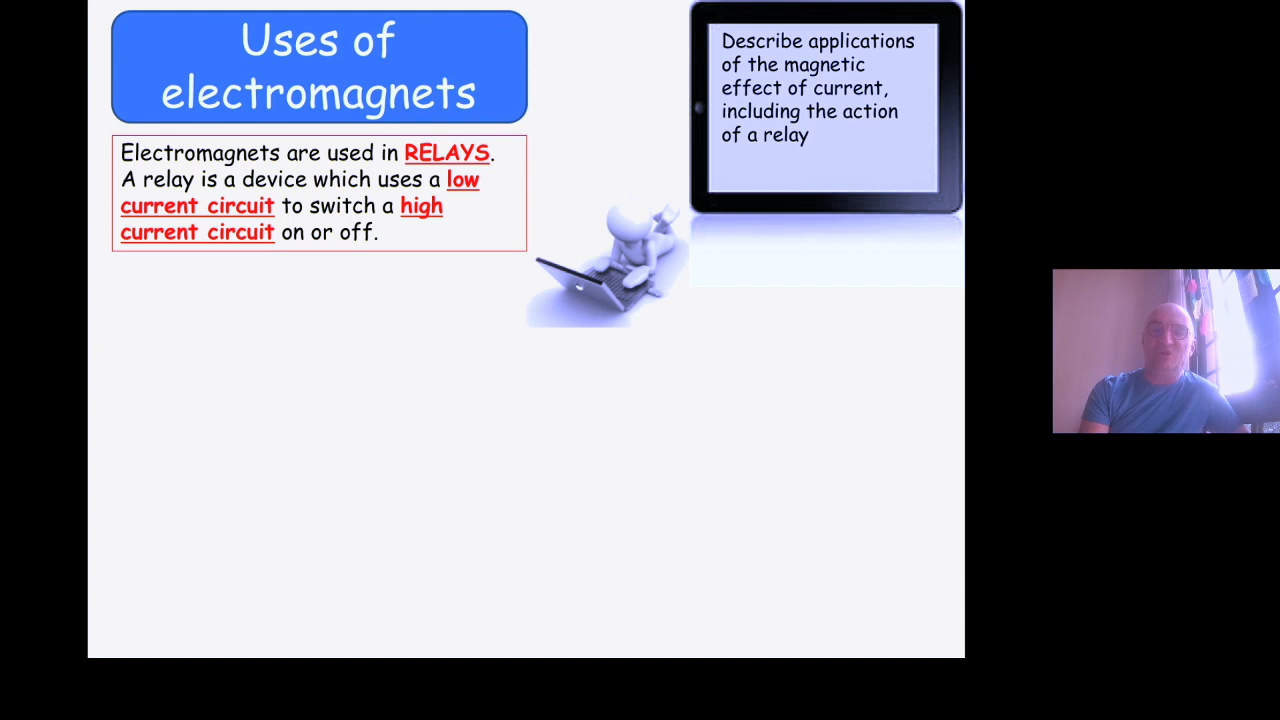 Uses of
electromagnets
Electromagnets are used in RELAYS.
A relay is a device which uses a low
current circuit to switch a high
current circuit on or off.
Describe applications
of the magnetic
effect of current,
including the action
of a relay